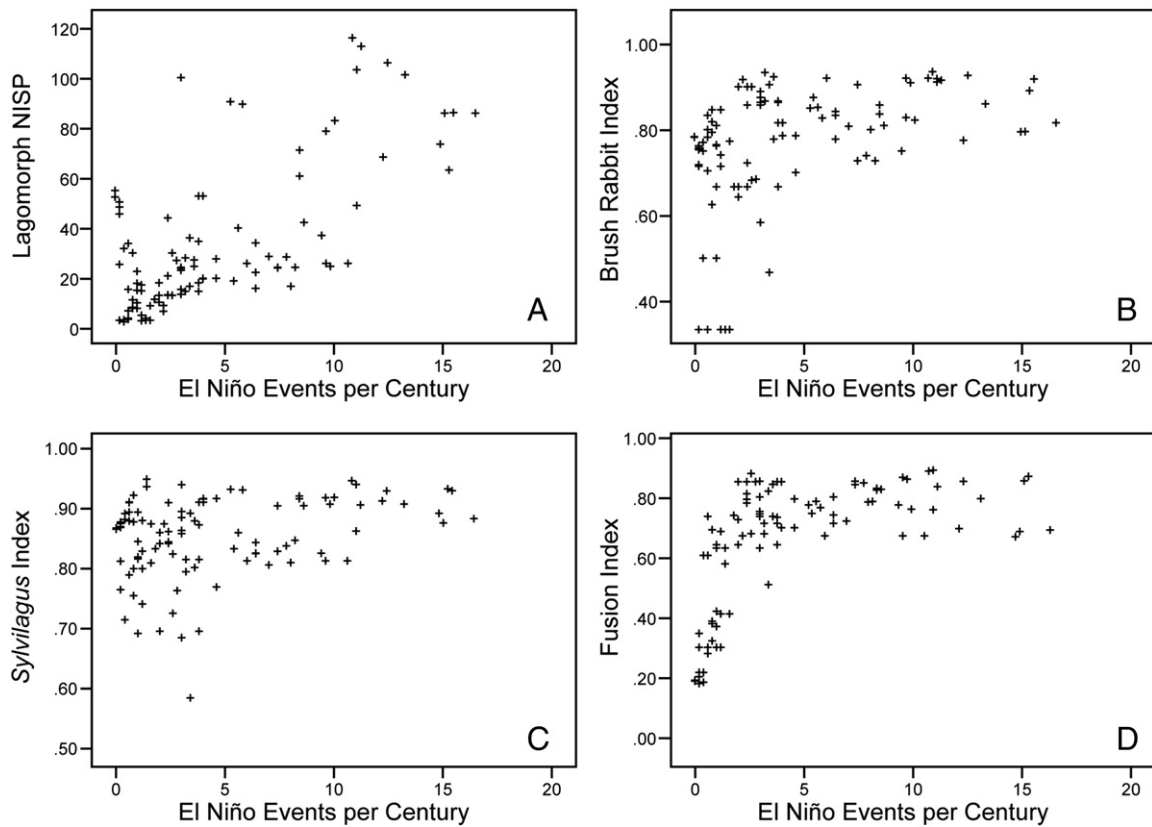 Lagomorph NISP
120
100
80
60
40
20
0
A
0 5 10 15 20
El Niño Events per Century
Brush Rabbit Index
1.00
.80
.60
.40
B
0 5 10 15 20
El Niño Events per Century
Sylvilagus Index
1.00
.90
.80
.70
.60
.50
C
0 5 10 15 20
El Niño Events per Century
Fusion Index
1.00
.80
.60
.40
.20
.00
D
0 5 10 15 20
El Niño Events per Century